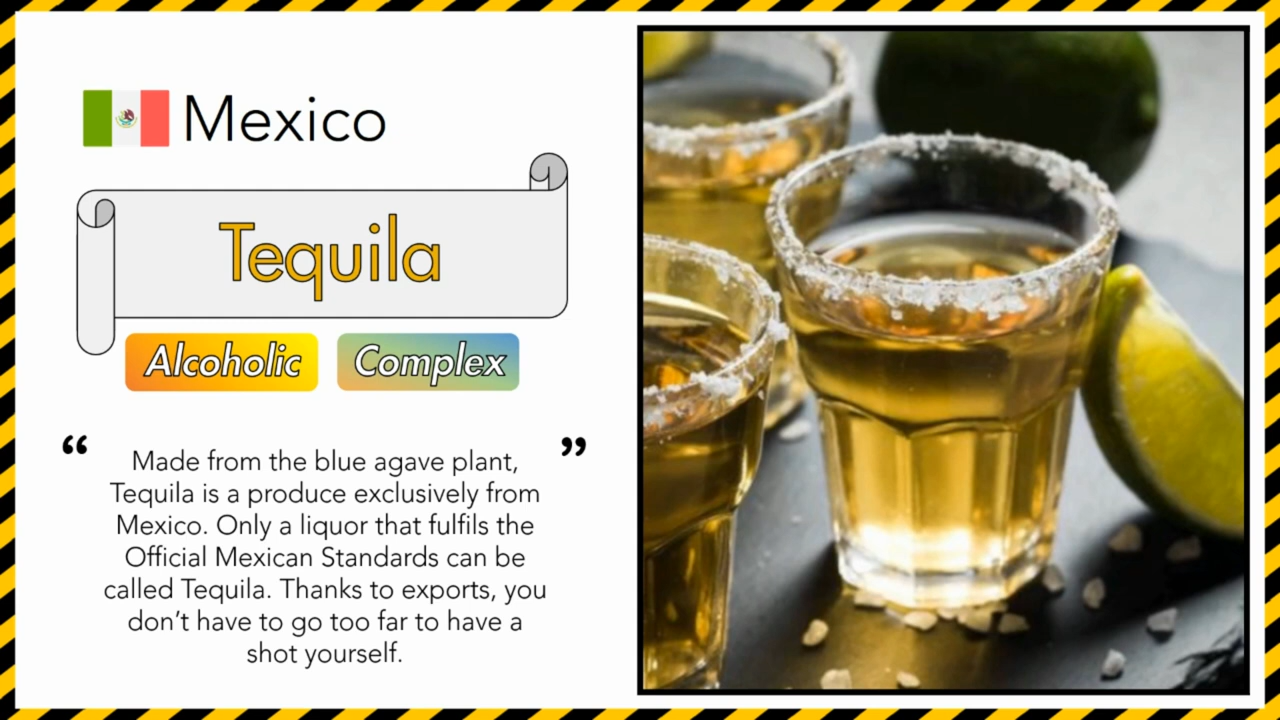 Mexico
Tequila
Alcoholic Complex
“ ”
Made from the blue agave plant,
Tequila is a produce exclusively from
Mexico. Only a liquor that fulfils the
Official Mexican Standards can be
called Tequila. Thanks to exports, you
don’t have to go too far to have a
shot yourself.